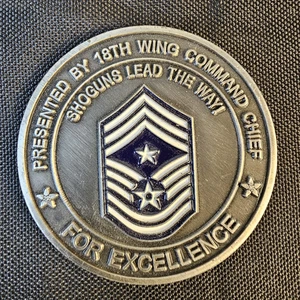 PRESENTED BY 18TH WING COMMAND CHIEF
SHOGUNS LEAD THE WAY!
FOR EXCELLENCE